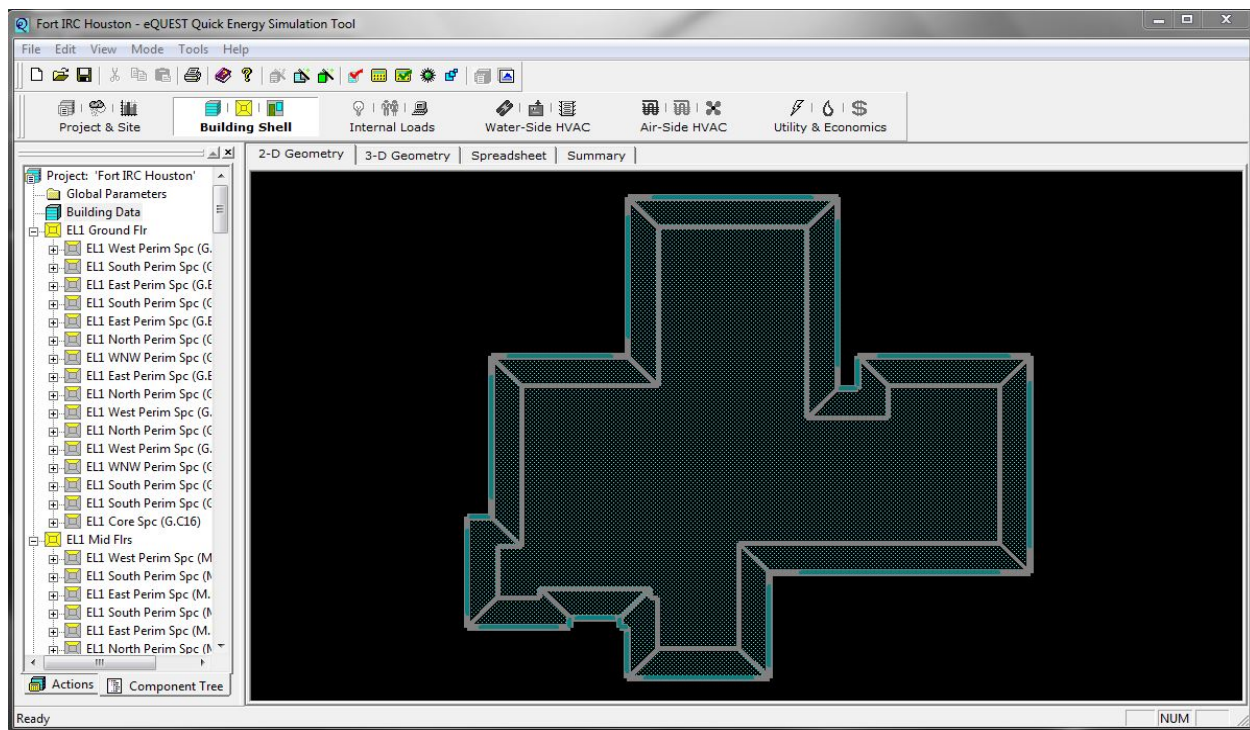 Fort IRC Houston - eQUEST Quick Energy Simulation Tool
File Edit View Mode Tools Help
Project & Site Building Shell Internal Loads Water-Side HVAC Air-Side HVAC Utility & Economics
2-D Geometry 3-D Geometry Spreadsheet Summary
Project: 'Fort IRC Houston'
Global Parameters
Building Data
EL1 Ground Flr
EL1 West Perim Spc (G.
EL1 South Perim Spc (G
EL1 East Perim Spc (G.E
EL1 South Perim Spc (G
EL1 East Perim Spc (G.E
EL1 North Perim Spc (G
EL1 WNW Perim Spc (G
EL1 East Perim Spc (G.E
EL1 North Perim Spc (G
EL1 West Perim Spc (G.
EL1 North Perim Spc (G
EL1 West Perim Spc (G.
EL1 WNW Perim Spc (G
EL1 South Perim Spc (G
EL1 South Perim Spc (G
EL1 Core Spc (G.C16)
EL1 Mid Flrs
EL1 West Perim Spc (M
EL1 South Perim Spc (M
EL1 East Perim Spc (M.
EL1 South Perim Spc (M
EL1 East Perim Spc (M.
EL1 North Perim Spc (M
Actions Component Tree
Ready NUM